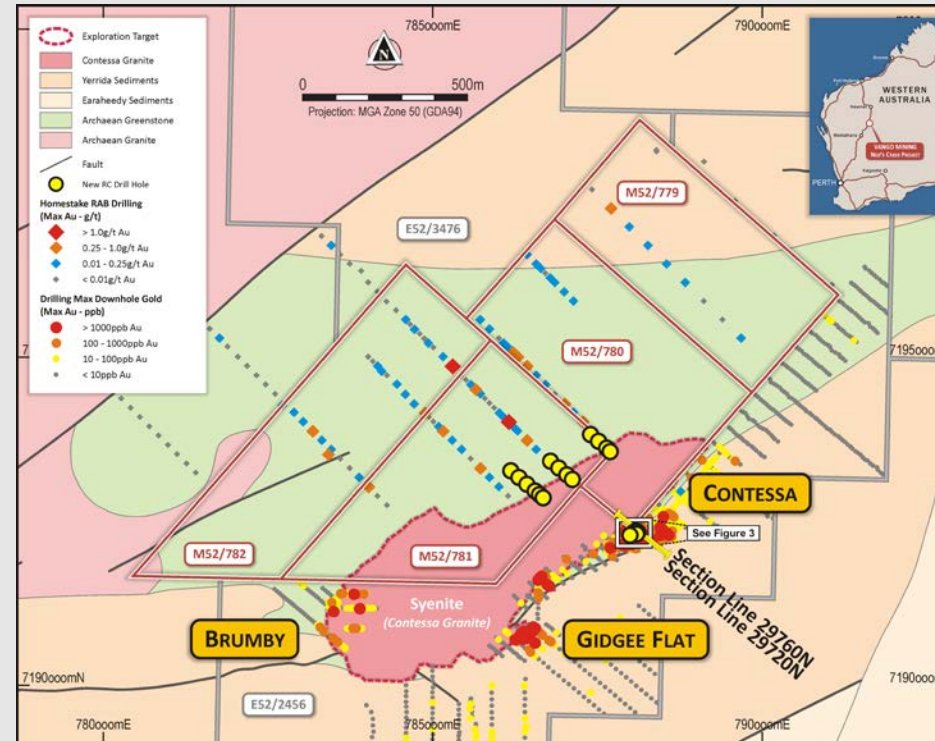 Exploration Target
Contessa Granite
Yerrida Sediments
Earaheedy Sediments
Archaean Greenstone
Archaean Granite
Fault
New RC Drill Hole
Homestake RAB Drilling
(Max Au - g/t)
> 1.0g/t Au
0.25 - 1.0g/t Au
0.01 - 0.25g/t Au
< 0.01g/t Au
Drilling Max Downhole Gold
(Max Au - ppb)
> 1000ppb Au
100 - 1000ppb Au
10 - 100ppb Au
< 10ppb Au
785000mE
790000mE
N
0
500m
Projection: MGA Zone 50 (GDA94)
WESTERN
AUSTRALIA
VANGO MINING
PERTH
M52/779
E52/3476
M52/780
7195000m
M52/782
M52/781
CONTESSA
See Figure 3
Section Line 29760N
Section Line 29720N
Syenite
(Contessa Granite)
BRUMBY
GIDGEE FLAT
7190000mN
7190000m
E52/2456
780000mE
785000mE
790000mE